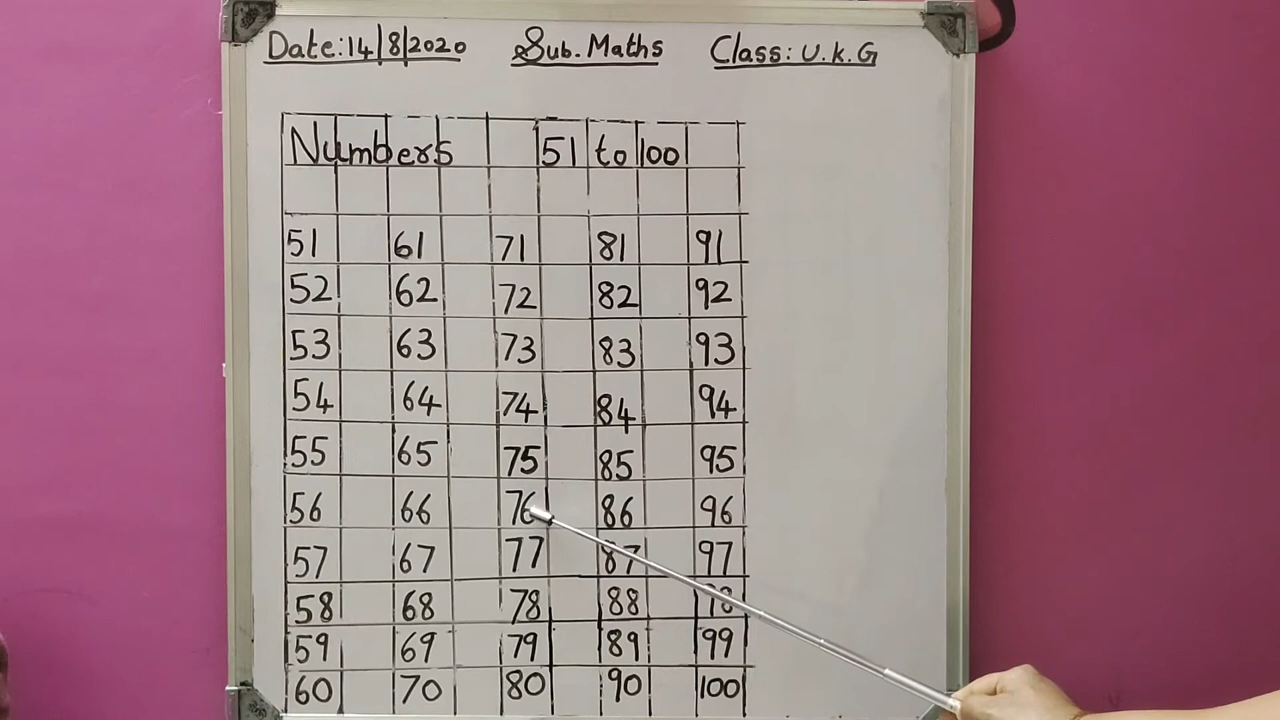 Date: 14/8/2020 Sub. Maths Class: U.K.G
Numbers 51 to 100
51 61 71 81 91
52 62 72 82 92
53 63 73 83 93
54 64 74 84 94
55 65 75 85 95
56 66 76 86 96
57 67 77 87 97
58 68 78 88 98
59 69 79 89 99
60 70 80 90 100